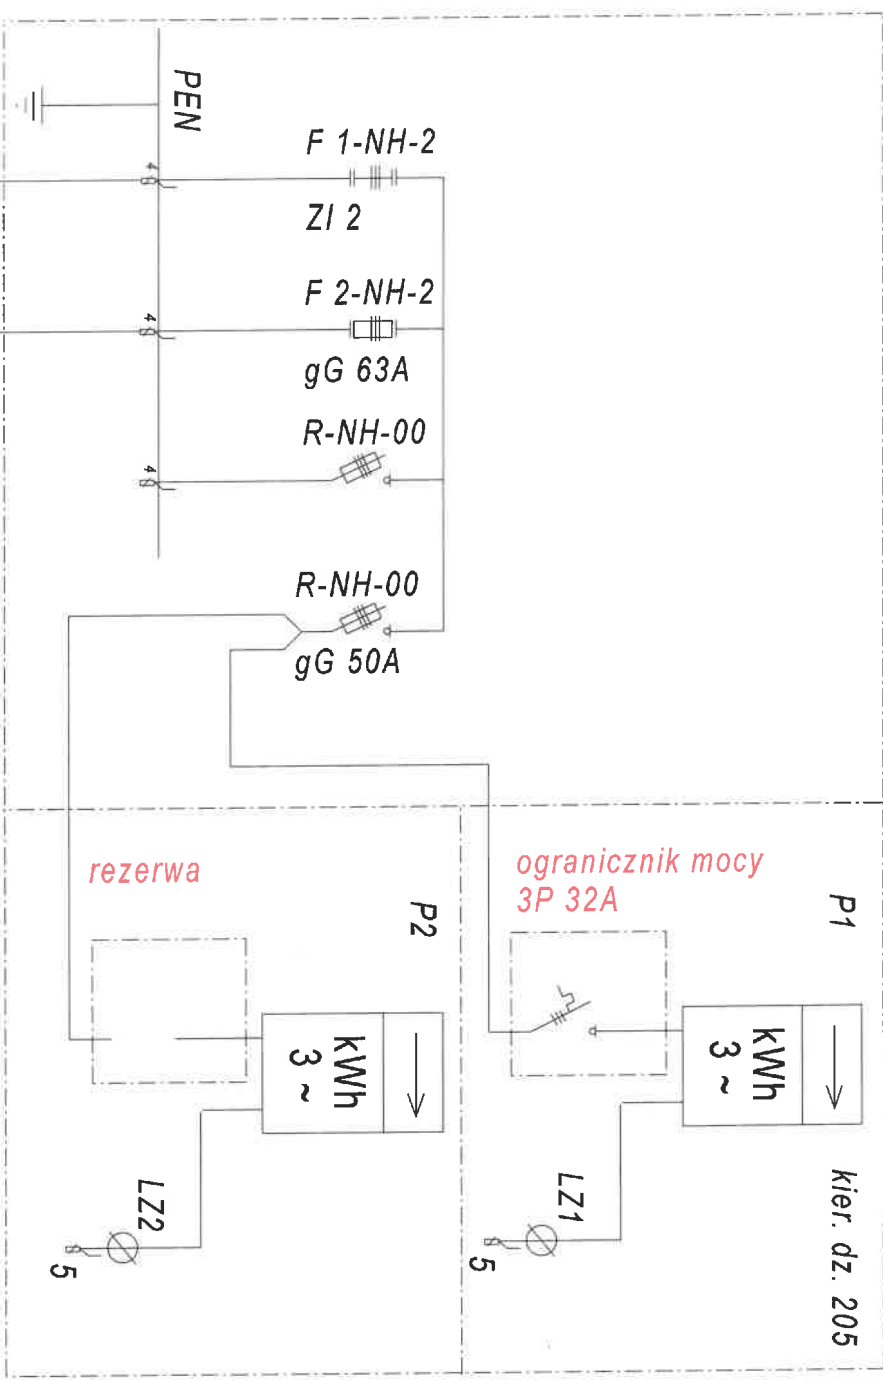 PEN
F 1-NH-2
ZI 2
4
F 2-NH-2
gG 63A
4
R-NH-00
4
R-NH-00
gG 50A
rezerwa
ogranicznik mocy
3P 32A
P1
P2
kWh
3 ~
kWh
3 ~
kier. dz. 205
LZ1
5
LZ2
5